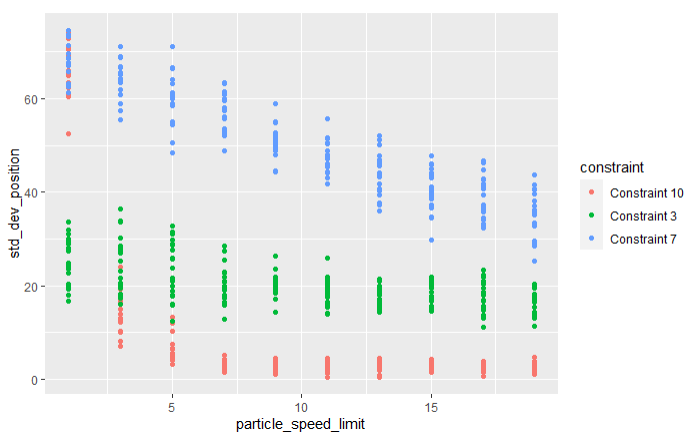 60
40
20
0
std_dev_position
5
10
15
particle_speed_limit
constraint
Constraint 10
Constraint 3
Constraint 7